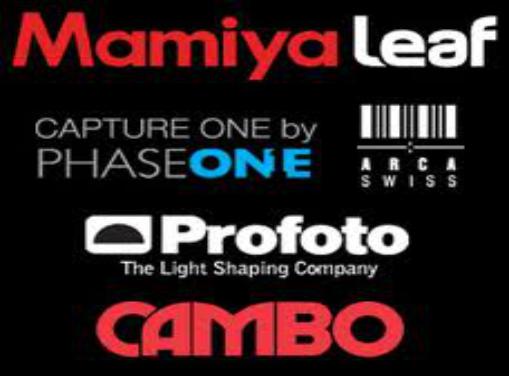 Mamiya Leaf
CAPTURE ONE by
PHASEONE
ARCA
SWISS
Profoto
The Light Shaping Company
CAMBO